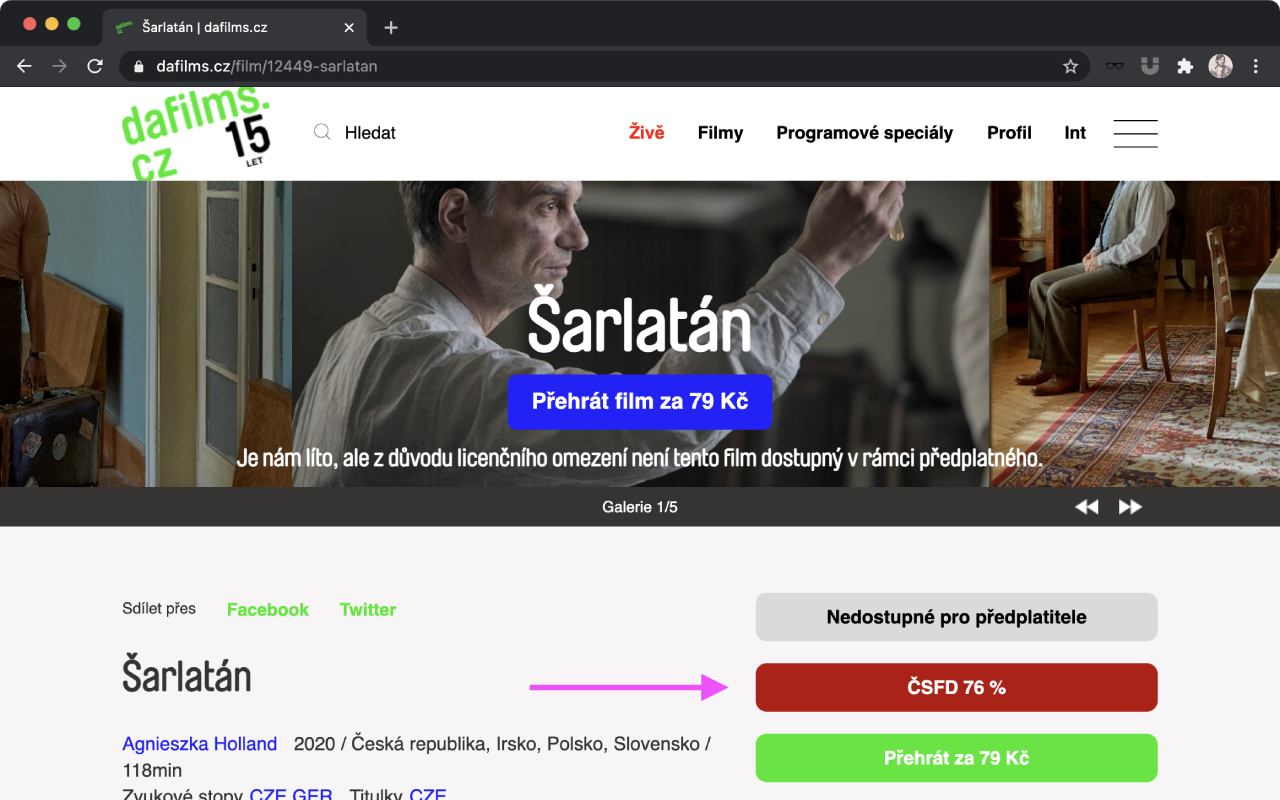 Šarlatán | dafilms.cz
dafilms.cz/film/12449-sarlatan
dafilms.
cz
15
LET
Hledat
Živě
Filmy
Programové speciály
Profil
Int
Šarlatán
Přehrát film za 79 Kč
Je nám líto, ale z důvodu licenčního omezení není tento film dostupný v rámci předplatného.
Galerie 1/5
Sdílet přes Facebook Twitter
Nedostupné pro předplatitele
Šarlatán
ČSFD 76 %
Agnieszka Holland 2020 / Česká republika, Irsko, Polsko, Slovensko /
118min
Přehrát za 79 Kč
Zvukové stopy CZE GER Titulky CZE